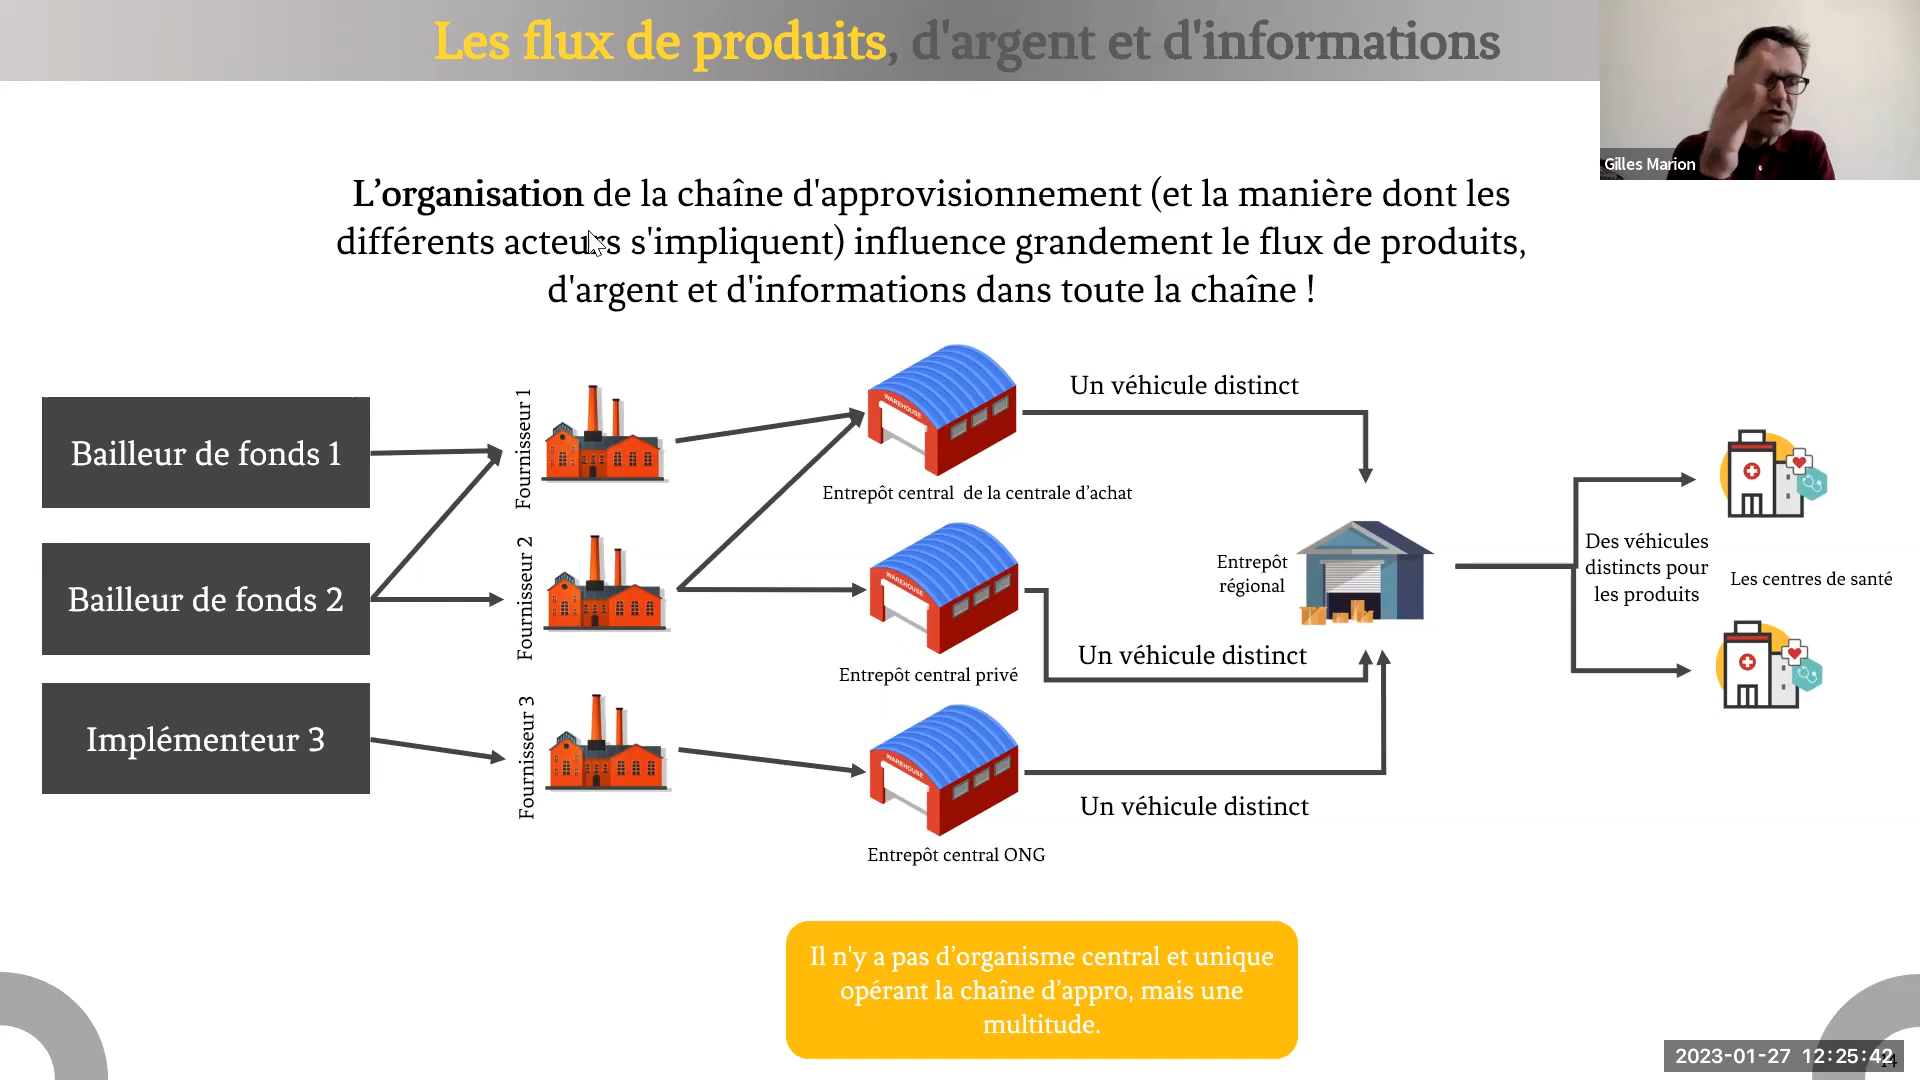 Les flux de produits, d'argent et d'informations
Gilles Marion
L’organisation de la chaîne d'approvisionnement (et la manière dont les
différents acteurs s'impliquent) influence grandement le flux de produits,
d'argent et d'informations dans toute la chaîne !
Bailleur de fonds 1
Bailleur de fonds 2
Implémenteur 3
Fournisseur 1
Fournisseur 2
Fournisseur 3
WAREHOUSE
Entrepôt central de la centrale d’achat
WAREHOUSE
Entrepôt central privé
WAREHOUSE
Entrepôt central ONG
Un véhicule distinct
Un véhicule distinct
Un véhicule distinct
Entrepôt
régional
Des véhicules
distincts pour
les produits
Les centres de santé
Il n'y a pas d’organisme central et unique
opérant la chaîne d’appro, mais une
multitude.
2023-01-27 12:25:42
14